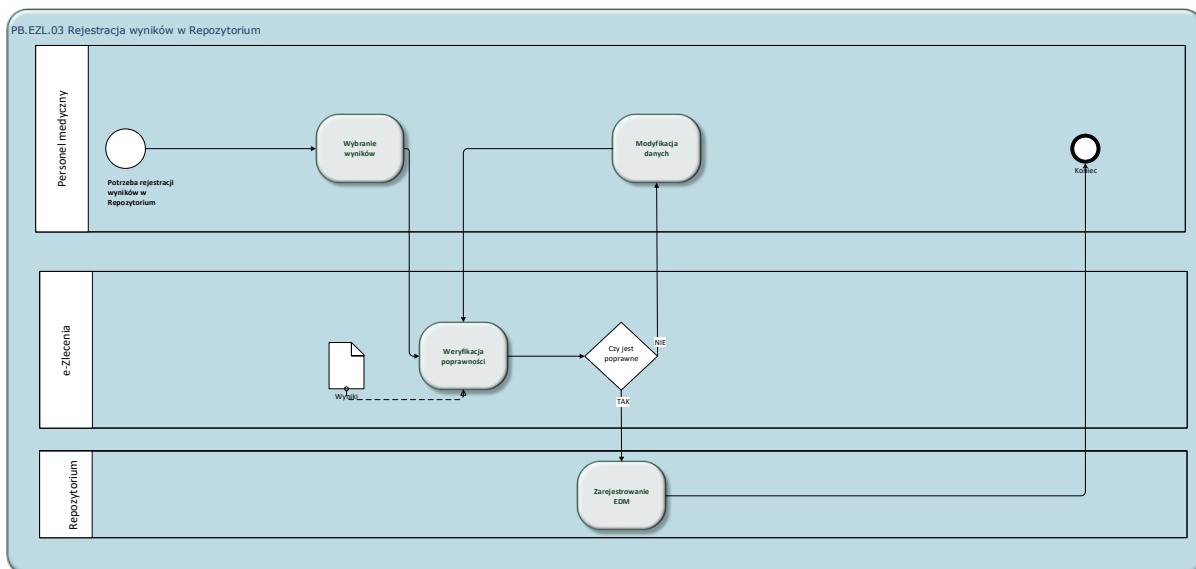 PB.EZL.03 Rejestracja wyników w Repozytorium
Personel medyczny
Potrzeba rejestracji
wyników w
Repozytorium
Wybranie
wyników
Modyfikacja
danych
Koniec
e-Zlecenia
Wyniki
Weryfikacja
poprawności
Czy jest
poprawne
NIE
TAK
Repozytorium
Zarejestrowanie
EDM